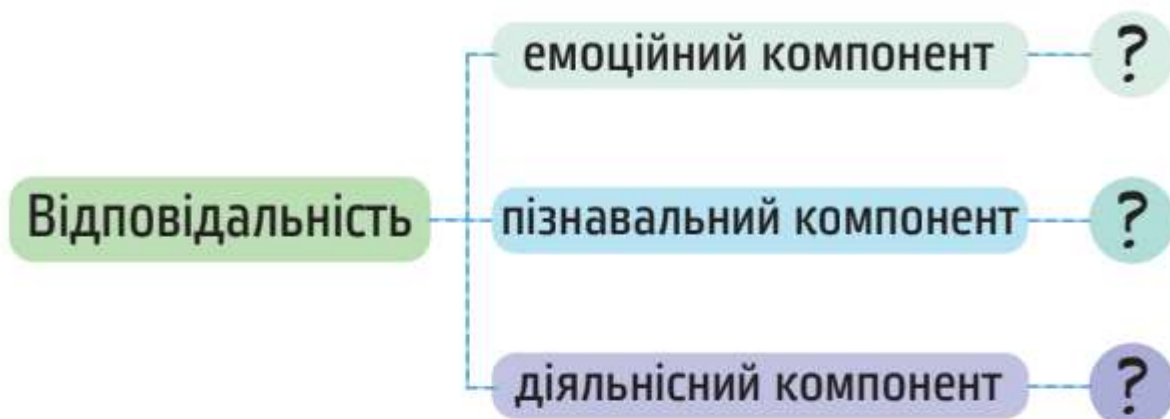 емоційний компонент
?
Відповідальність
пізнавальний компонент
?
діяльнісний компонент
?